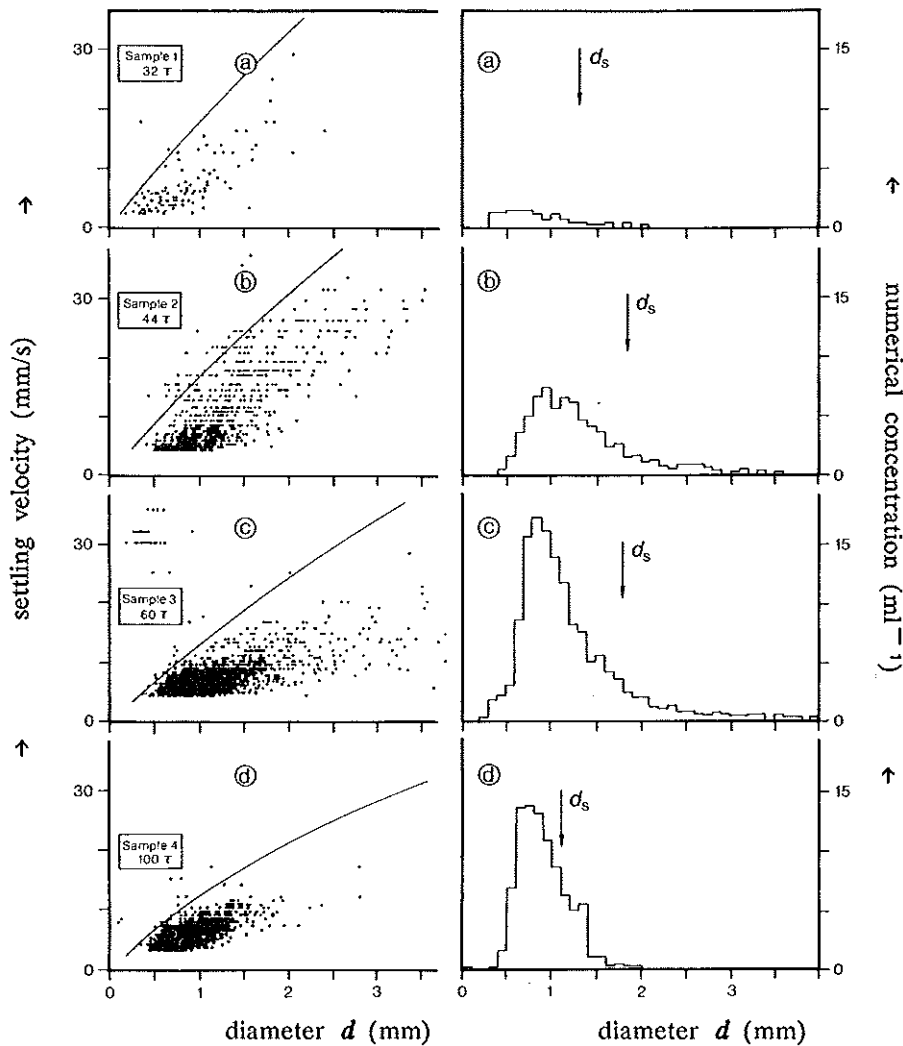 30
Sample 1
32 τ
ⓐ
0
ⓐ
d_s
15
0
30
Sample 2
44 τ
ⓑ
0
ⓑ
d_s
15
0
30
Sample 3
60 τ
ⓒ
0
ⓒ
d_s
15
0
30
Sample 4
100 τ
ⓓ
0
ⓓ
d_s
15
0
0 1 2 3
0 1 2 3
diameter d (mm)
diameter d (mm)
settling velocity (mm/s) →
numerical concentration (ml⁻¹) →